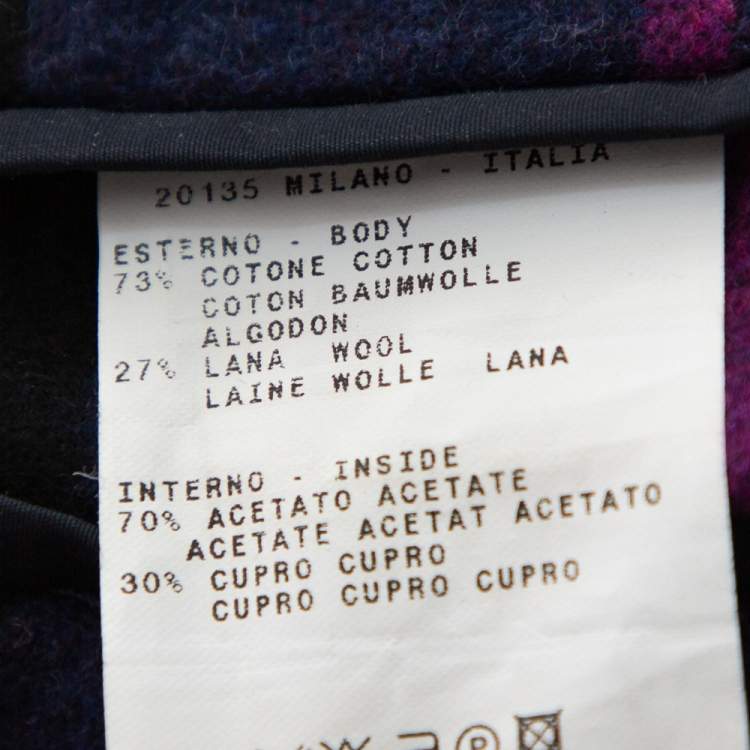 20135 MILANO - ITALIA
ESTERNO - BODY
73% COTONE COTTON
COTON BAUMWOLLE
ALGODON
27% LANA WOOL
LAINE WOLLE LANA
INTERNO - INSIDE
70% ACETATO ACETATE
ACETATE ACETAT ACETATO
30% CUPRO CUPRO
CUPRO CUPRO CUPRO
P